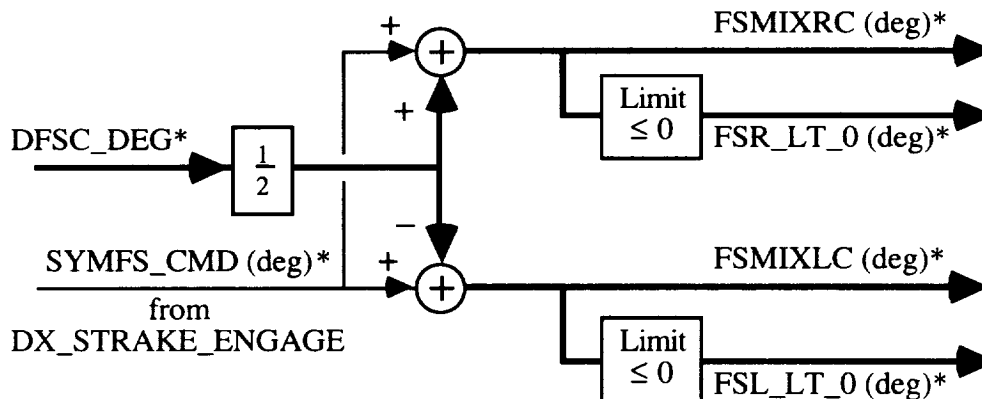 FSMIXRC (deg)*
+
+
Limit
≤ 0
+
FSR_LT_0 (deg)*
DFSC_DEG*
1
2
−
SYMFS_CMD (deg)*
+
+
FSMIXLC (deg)*
from
DX_STRAKE_ENGAGE
Limit
≤ 0
FSL_LT_0 (deg)*